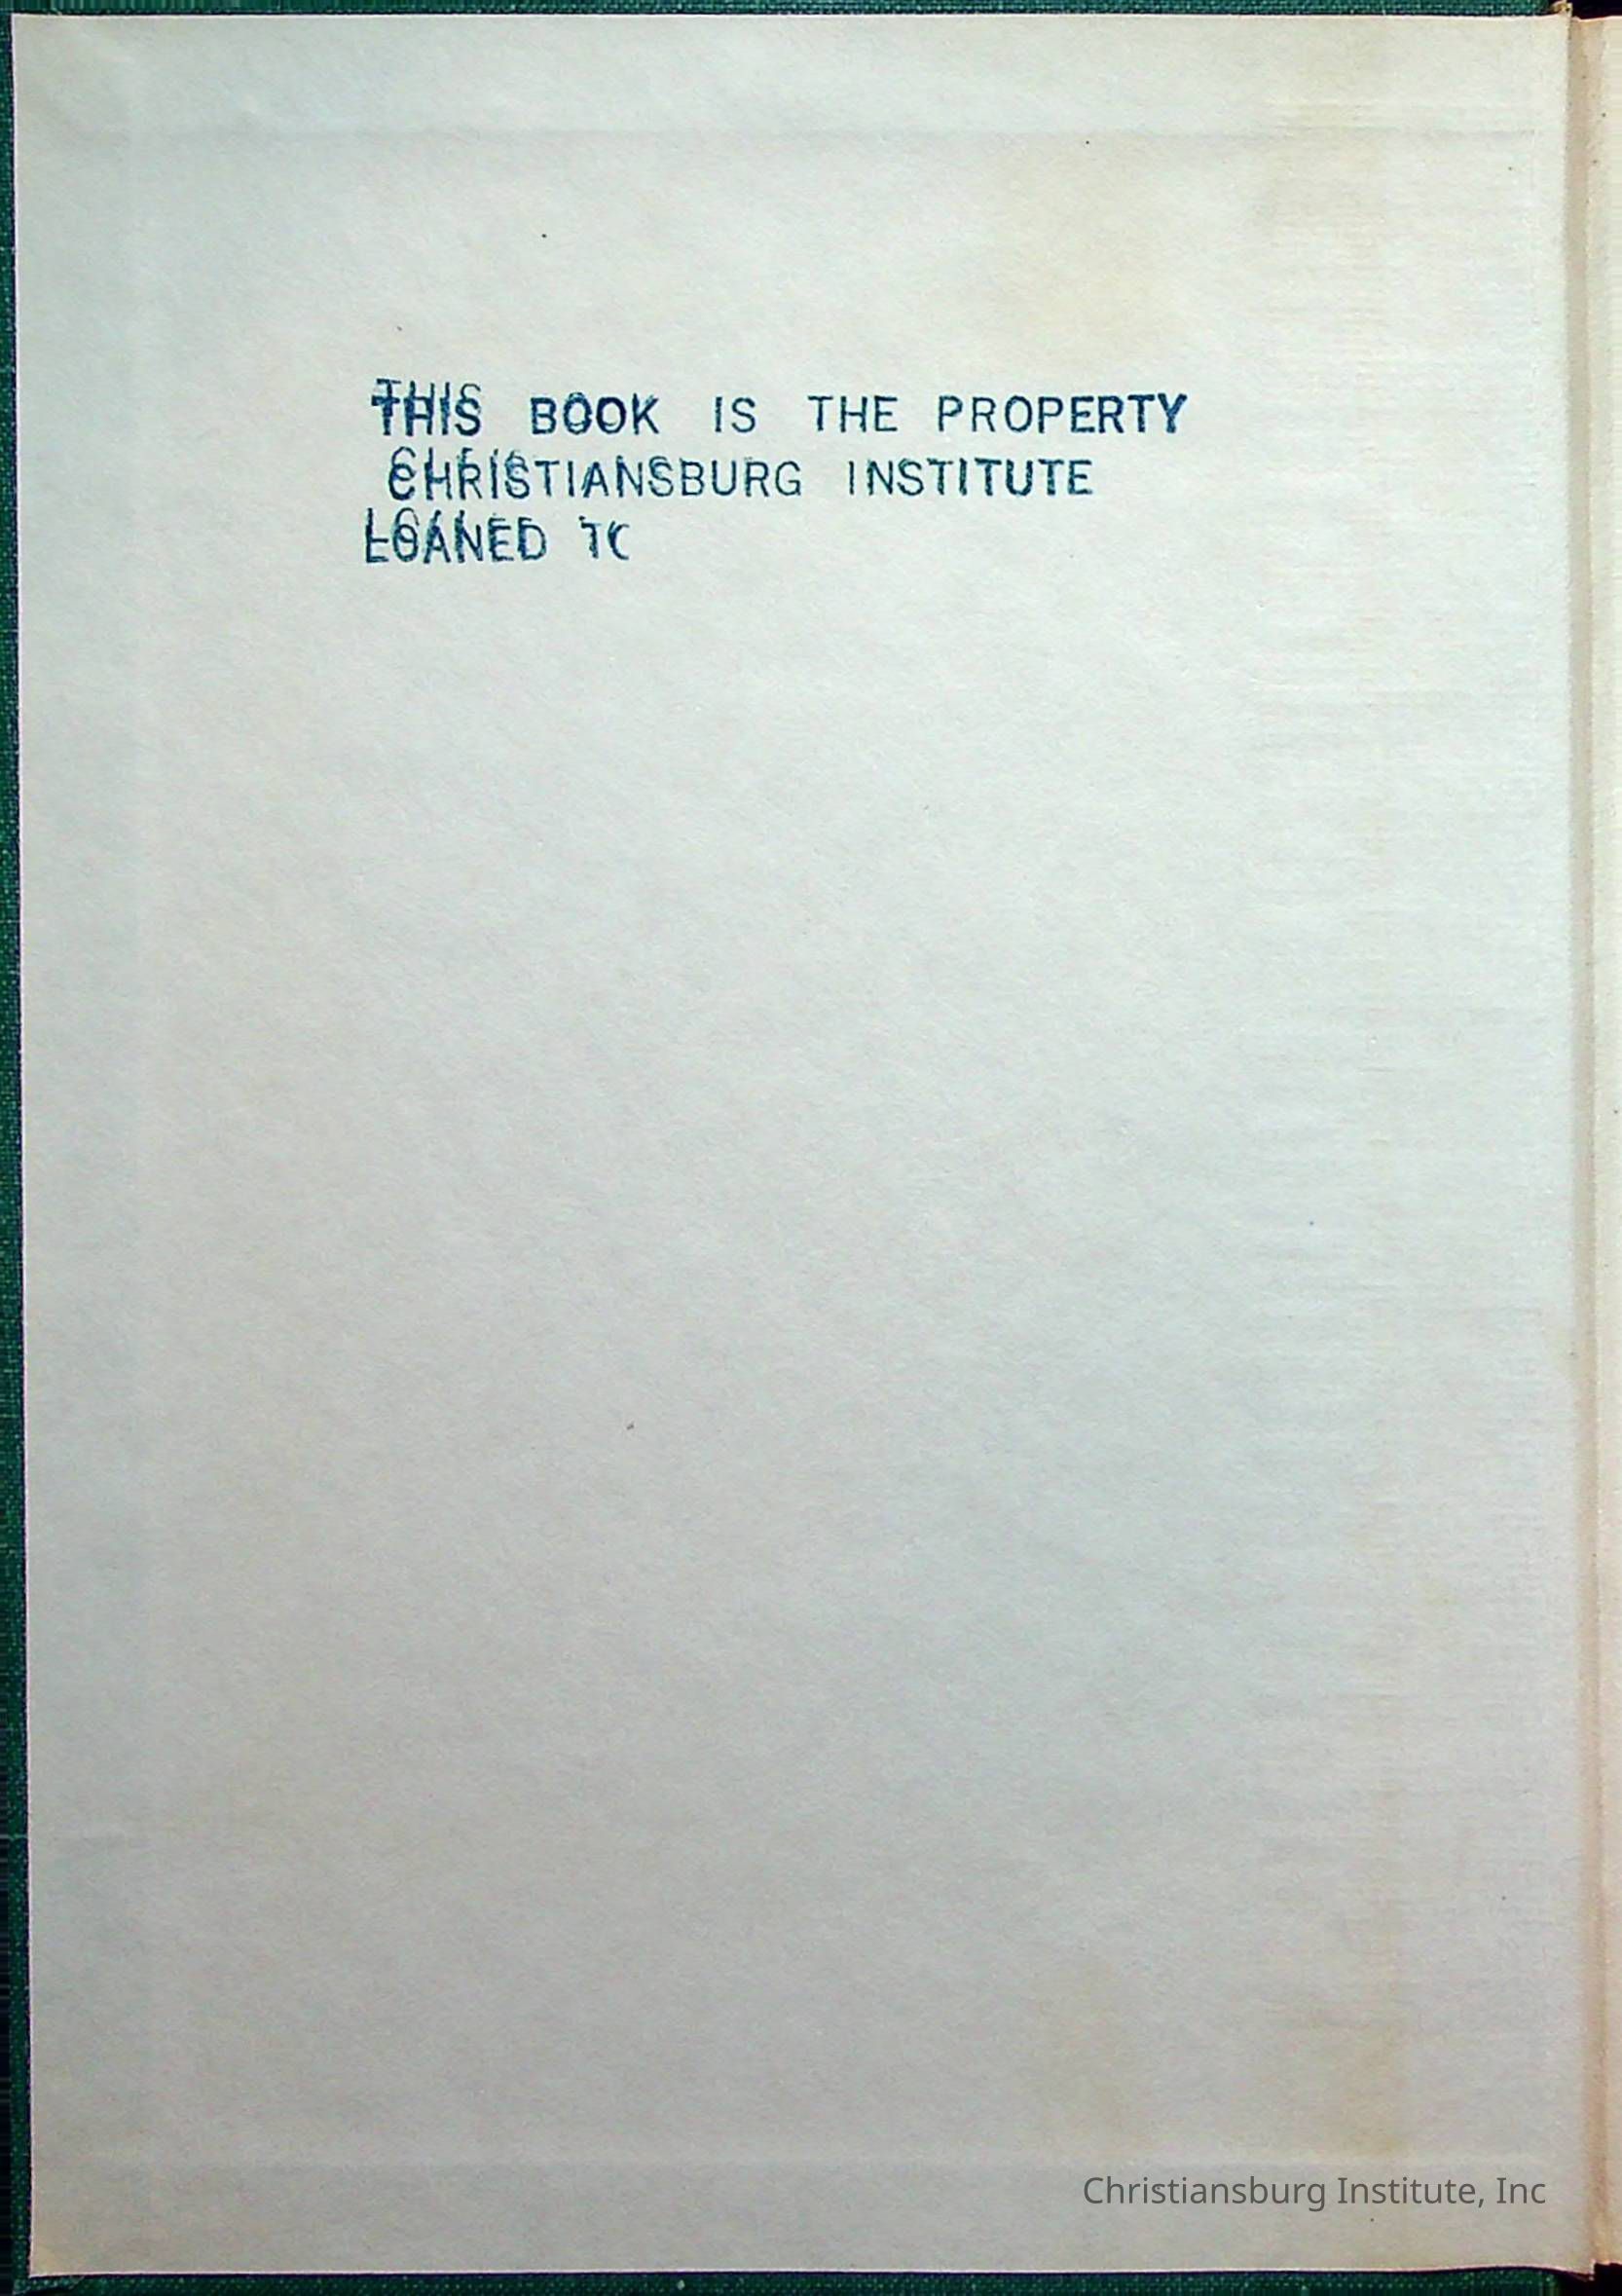 THIS BOOK IS THE PROPERTY
CHRISTIANSBURG INSTITUTE
LOANED TO
Christiansburg Institute, Inc